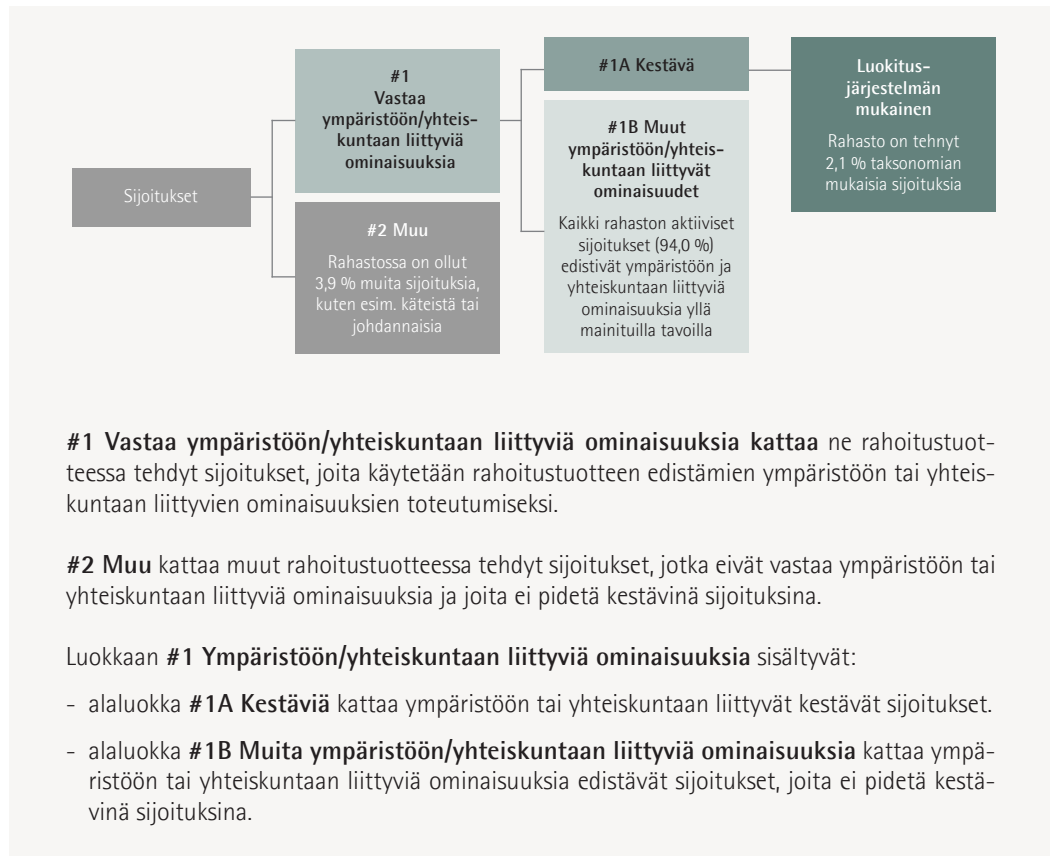 Sijoitukset
#1
Vastaa
ympäristöön/yhteis-
kuntaan liittyviä
ominaisuuksia
#2 Muu
Rahastossa on ollut
3,9 % muita sijoituksia,
kuten esim. käteistä tai
johdannaisia
#1A Kestävä
#1B Muut
ympäristöön/yhteis-
kuntaan liittyvät
ominaisuudet
Kaikki rahaston aktiiviset
sijoitukset (94,0 %)
edistivät ympäristöön ja
yhteiskuntaan liittyviä
ominaisuuksia yllä
mainituilla tavoilla
Luokitus-
järjestelmän
mukainen
Rahasto on tehnyt
2,1 % taksonomian
mukaisia sijoituksia
#1 Vastaa ympäristöön/yhteiskuntaan liittyviä ominaisuuksia kattaa ne rahoitustuot-
teessa tehdyt sijoitukset, joita käytetään rahoitustuotteen edistämien ympäristöön tai yhteis-
kuntaan liittyvien ominaisuuksien toteutumiseksi.
#2 Muu kattaa muut rahoitustuotteessa tehdyt sijoitukset, jotka eivät vastaa ympäristöön tai
yhteiskuntaan liittyviä ominaisuuksia ja joita ei pidetä kestävinä sijoituksina.
Luokkaan #1 Ympäristöön/yhteiskuntaan liittyviä ominaisuuksia sisältyvät:
- alaluokka #1A Kestäviä kattaa ympäristöön tai yhteiskuntaan liittyvät kestävät sijoitukset.
- alaluokka #1B Muita ympäristöön/yhteiskuntaan liittyviä ominaisuuksia kattaa ympä-
ristöön tai yhteiskuntaan liittyviä ominaisuuksia edistävät sijoitukset, joita ei pidetä kestä-
vinä sijoituksina.